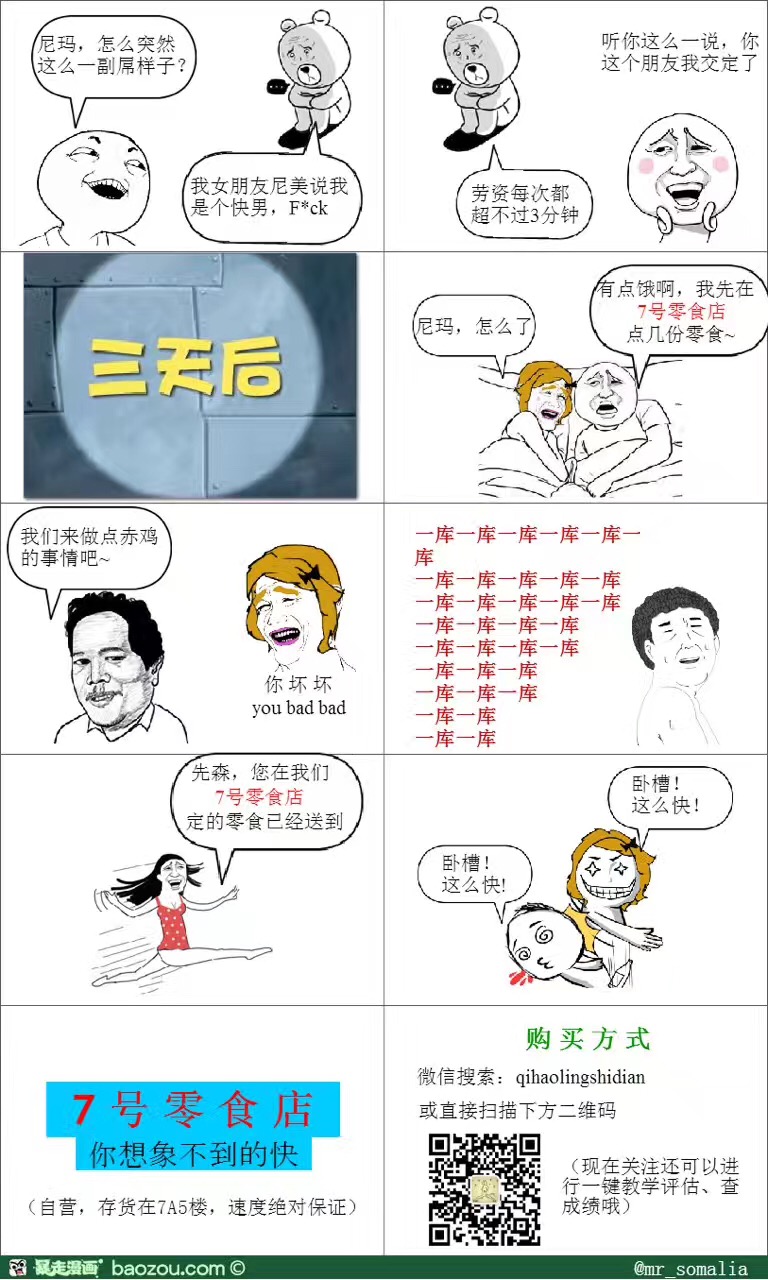 尼玛，怎么突然
这么一副屌样子？
我女朋友尼美说我
是个快男，F*ck
听你这么一说，你
这个朋友我交定了
劳资每次都
超不过3分钟
三天后
尼玛，怎么了
有点饿啊，我先在
7号零食店
点几份零食~
我们来做点赤鸡
的事情吧~
你 坏 坏
you bad bad
一库一库一库一库一库一
库
一库一库一库一库一库
一库一库一库一库一库
一库一库一库一库
一库一库一库一库
一库一库一库
一库一库一库
一库一库
一库一库
先森，您在我们
7号零食店
定的零食已经送到
卧槽！
这么快！
卧槽！
这么快!
7 号 零 食 店
你想象不到的快
（自营，存货在7A5楼，速度绝对保证）
购 买 方 式
微信搜索：qihaolingshidian
或直接扫描下方二维码
（现在关注还可以进
行一键教学评估、查
成绩哦）
暴走漫画 baozou.com ©
@mr_somalia